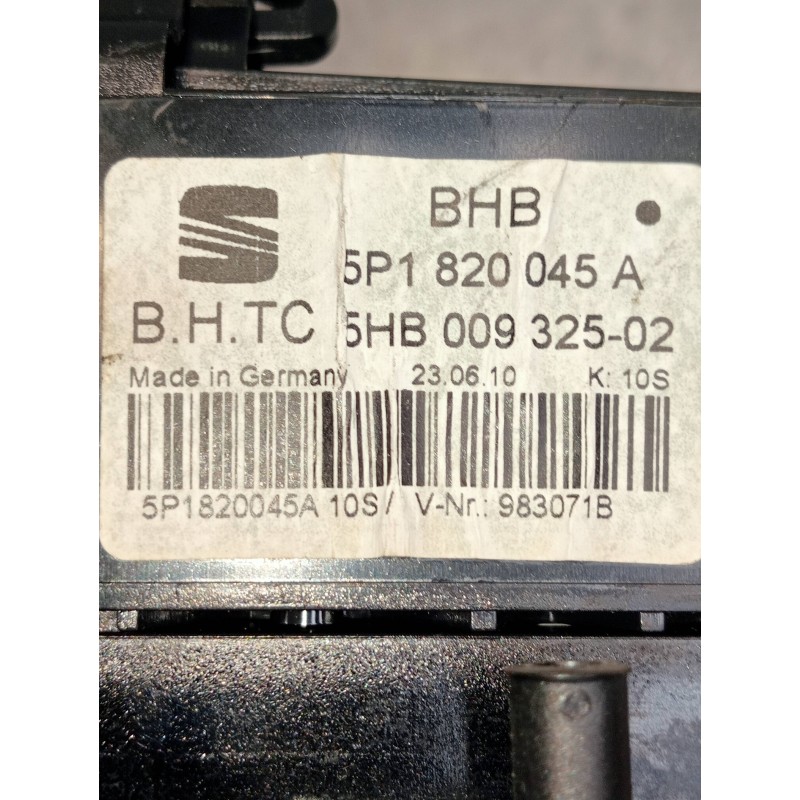 BHB
5P1 820 045 A
B.H.TC 5HB 009 325-02
Made in Germany 23.06.10 K: 10S
5P1820045A 10S/ V-Nr.: 983071B